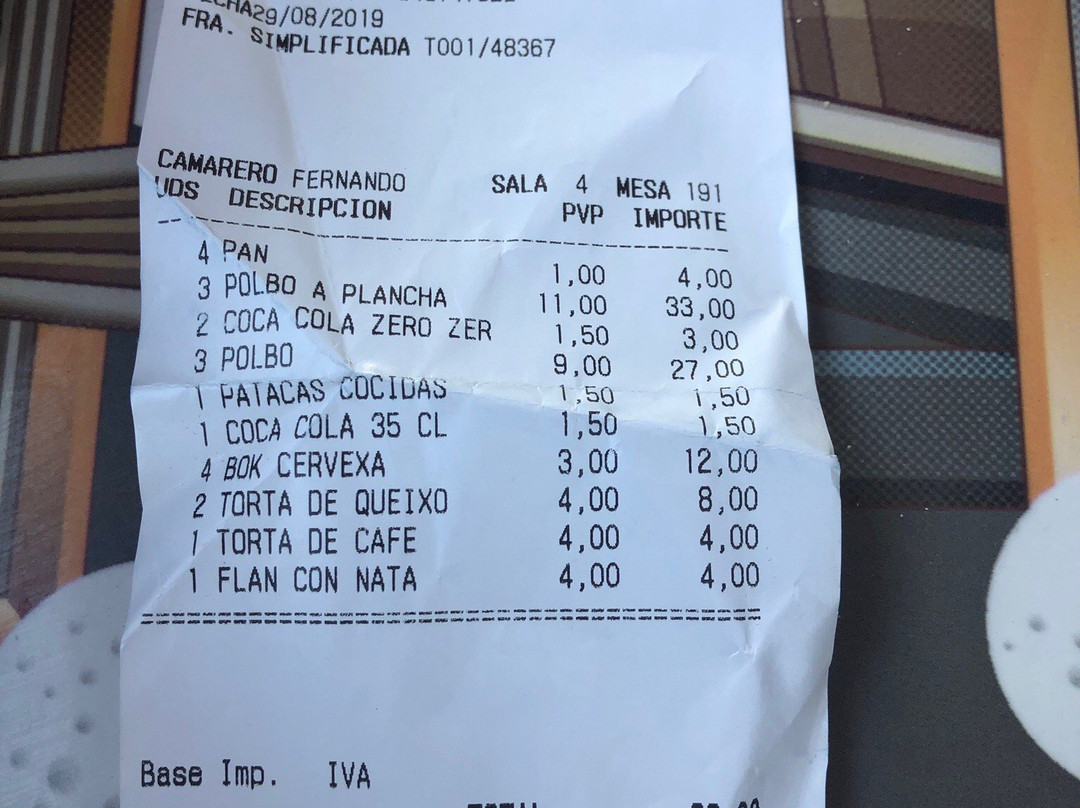 29/08/2019
FRA. SIMPLIFICADA T001/48367
CAMARERO FERNANDO SALA 4 MESA 191
UDS DESCRIPCION PVP IMPORTE
4 PAN 1,00 4,00
3 POLBO A PLANCHA 11,00 33,00
2 COCA COLA ZERO ZER 1,50 3,00
3 POLBO 9,00 27,00
1 PATACAS COCIDAS 1,50 1,50
1 COCA COLA 35 CL 1,50 1,50
4 BOK CERVEXA 3,00 12,00
2 TORTA DE QUEIXO 4,00 8,00
1 TORTA DE CAFE 4,00 4,00
1 FLAN CON NATA 4,00 4,00
Base Imp. IVA